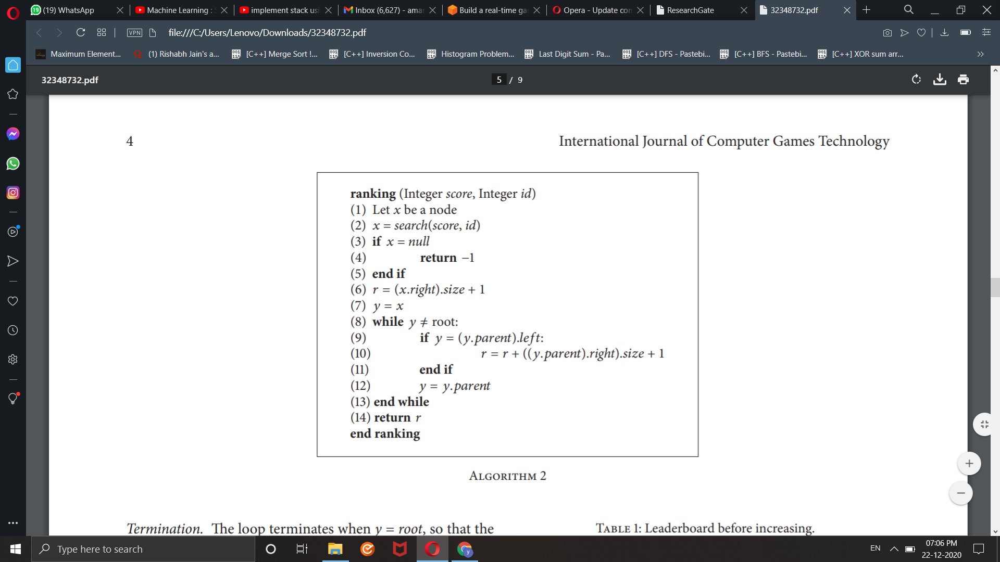 (19) WhatsApp
Machine Learning :
implement stack usi
Inbox (6,627) - ama
Build a real-time ga
Opera - Update con
ResearchGate
32348732.pdf
VPN
file:///C:/Users/Lenovo/Downloads/32348732.pdf
Maximum Element...
(1) Rishabh Jain's a...
[C++] Merge Sort !...
[C++] Inversion Co...
Histogram Problem...
Last Digit Sum - Pa...
[C++] DFS - Pastebi...
[C++] BFS - Pastebi...
[C++] XOR sum arr...
32348732.pdf
5 / 9
4
International Journal of Computer Games Technology
ranking (Integer score, Integer id)
(1) Let x be a node
(2) x = search(score, id)
(3) if x = null
(4) return −1
(5) end if
(6) r = (x.right).size + 1
(7) y = x
(8) while y ≠ root:
(9) if y = (y.parent).left:
(10) r = r + ((y.parent).right).size + 1
(11) end if
(12) y = y.parent
(13) end while
(14) return r
end ranking
ALGORITHM 2
Termination. The loop terminates when y = root, so that the
TABLE 1: Leaderboard before increasing.
Type here to search
EN
07:06 PM
22-12-2020